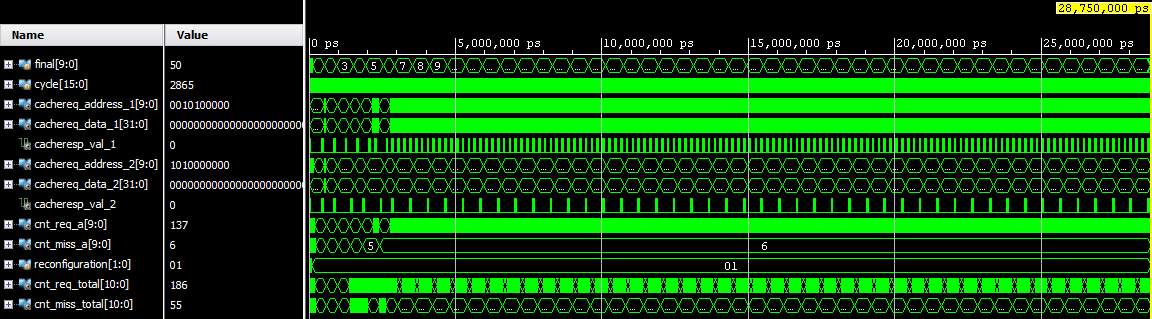 28,750,000 ps
Name Value
0 ps 5,000,000 ps 10,000,000 ps 15,000,000 ps 20,000,000 ps 25,000,000 ps
final[9:0] 50 3 5 7 8 9
cycle[15:0] 2865
cachereq_address_1[9:0] 0010100000
cachereq_data_1[31:0] 00000000000000000000000
cacheresp_val_1 0
cachereq_address_2[9:0] 1010000000
cachereq_data_2[31:0] 00000000000000000000000
cacheresp_val_2 0
cnt_req_a[9:0] 137
cnt_miss_a[9:0] 6 5 6
reconfiguration[1:0] 01 01
cnt_req_total[10:0] 186
cnt_miss_total[10:0] 55